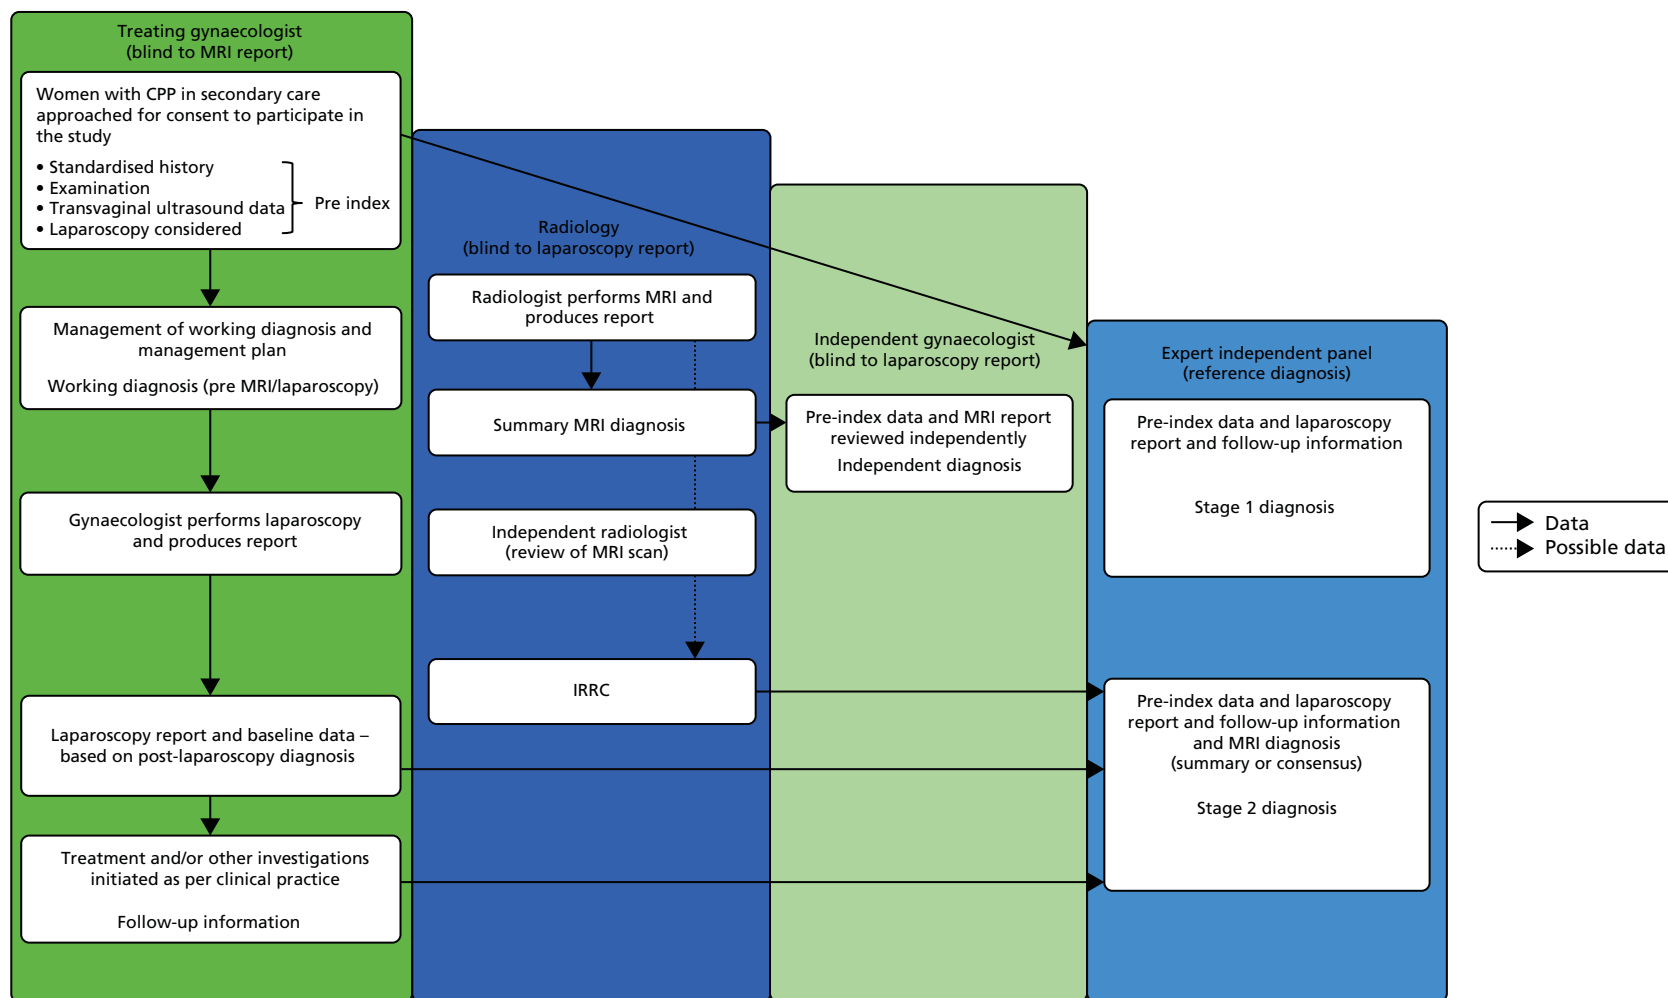 Treating gynaecologist
(blind to MRI report)
Women with CPP in secondary care
approached for consent to participate in
the study
• Standardised history
• Examination
• Transvaginal ultrasound data
• Laparoscopy considered
Pre index
Management of working diagnosis and
management plan
Working diagnosis (pre MRI/laparoscopy)
Gynaecologist performs laparoscopy
and produces report
Laparoscopy report and baseline data –
based on post-laparoscopy diagnosis
Treatment and/or other investigations
initiated as per clinical practice
Follow-up information
Radiology
(blind to laparoscopy report)
Radiologist performs MRI and
produces report
Summary MRI diagnosis
Independent radiologist
(review of MRI scan)
IRRC
Independent gynaecologist
(blind to laparoscopy report)
Pre-index data and MRI report
reviewed independently
Independent diagnosis
Expert independent panel
(reference diagnosis)
Pre-index data and laparoscopy
report and follow-up information
Stage 1 diagnosis
Pre-index data and laparoscopy
report and follow-up information
and MRI diagnosis
(summary or consensus)
Stage 2 diagnosis
Data
Possible data